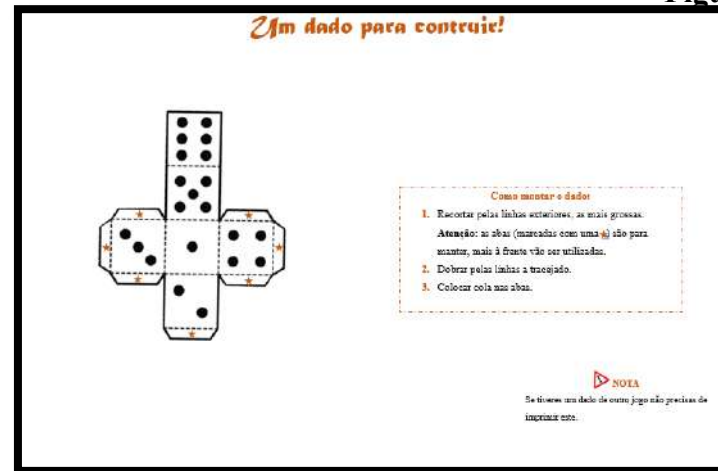 Figu
Um dado para contruir!
Como montar o dado?
1. Recortar pelas linhas exteriores, as mais grossas.
Atenção: as abas (marcadas com uma ) são para
manter, mais à frente vão ser utilizadas.
2. Dobrar pelas linhas a tracejado.
3. Colocar cola nas abas.
NOTA
Se tiveres um dado de outro jogo não precisas de
imprimir este.